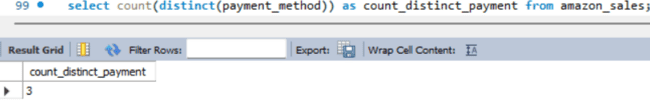 99 select count(distinct(payment_method)) as count_distinct_payment from amazon_sales;
Result Grid Filter Rows: Export: Wrap Cell Content: IA
count_distinct_payment
3